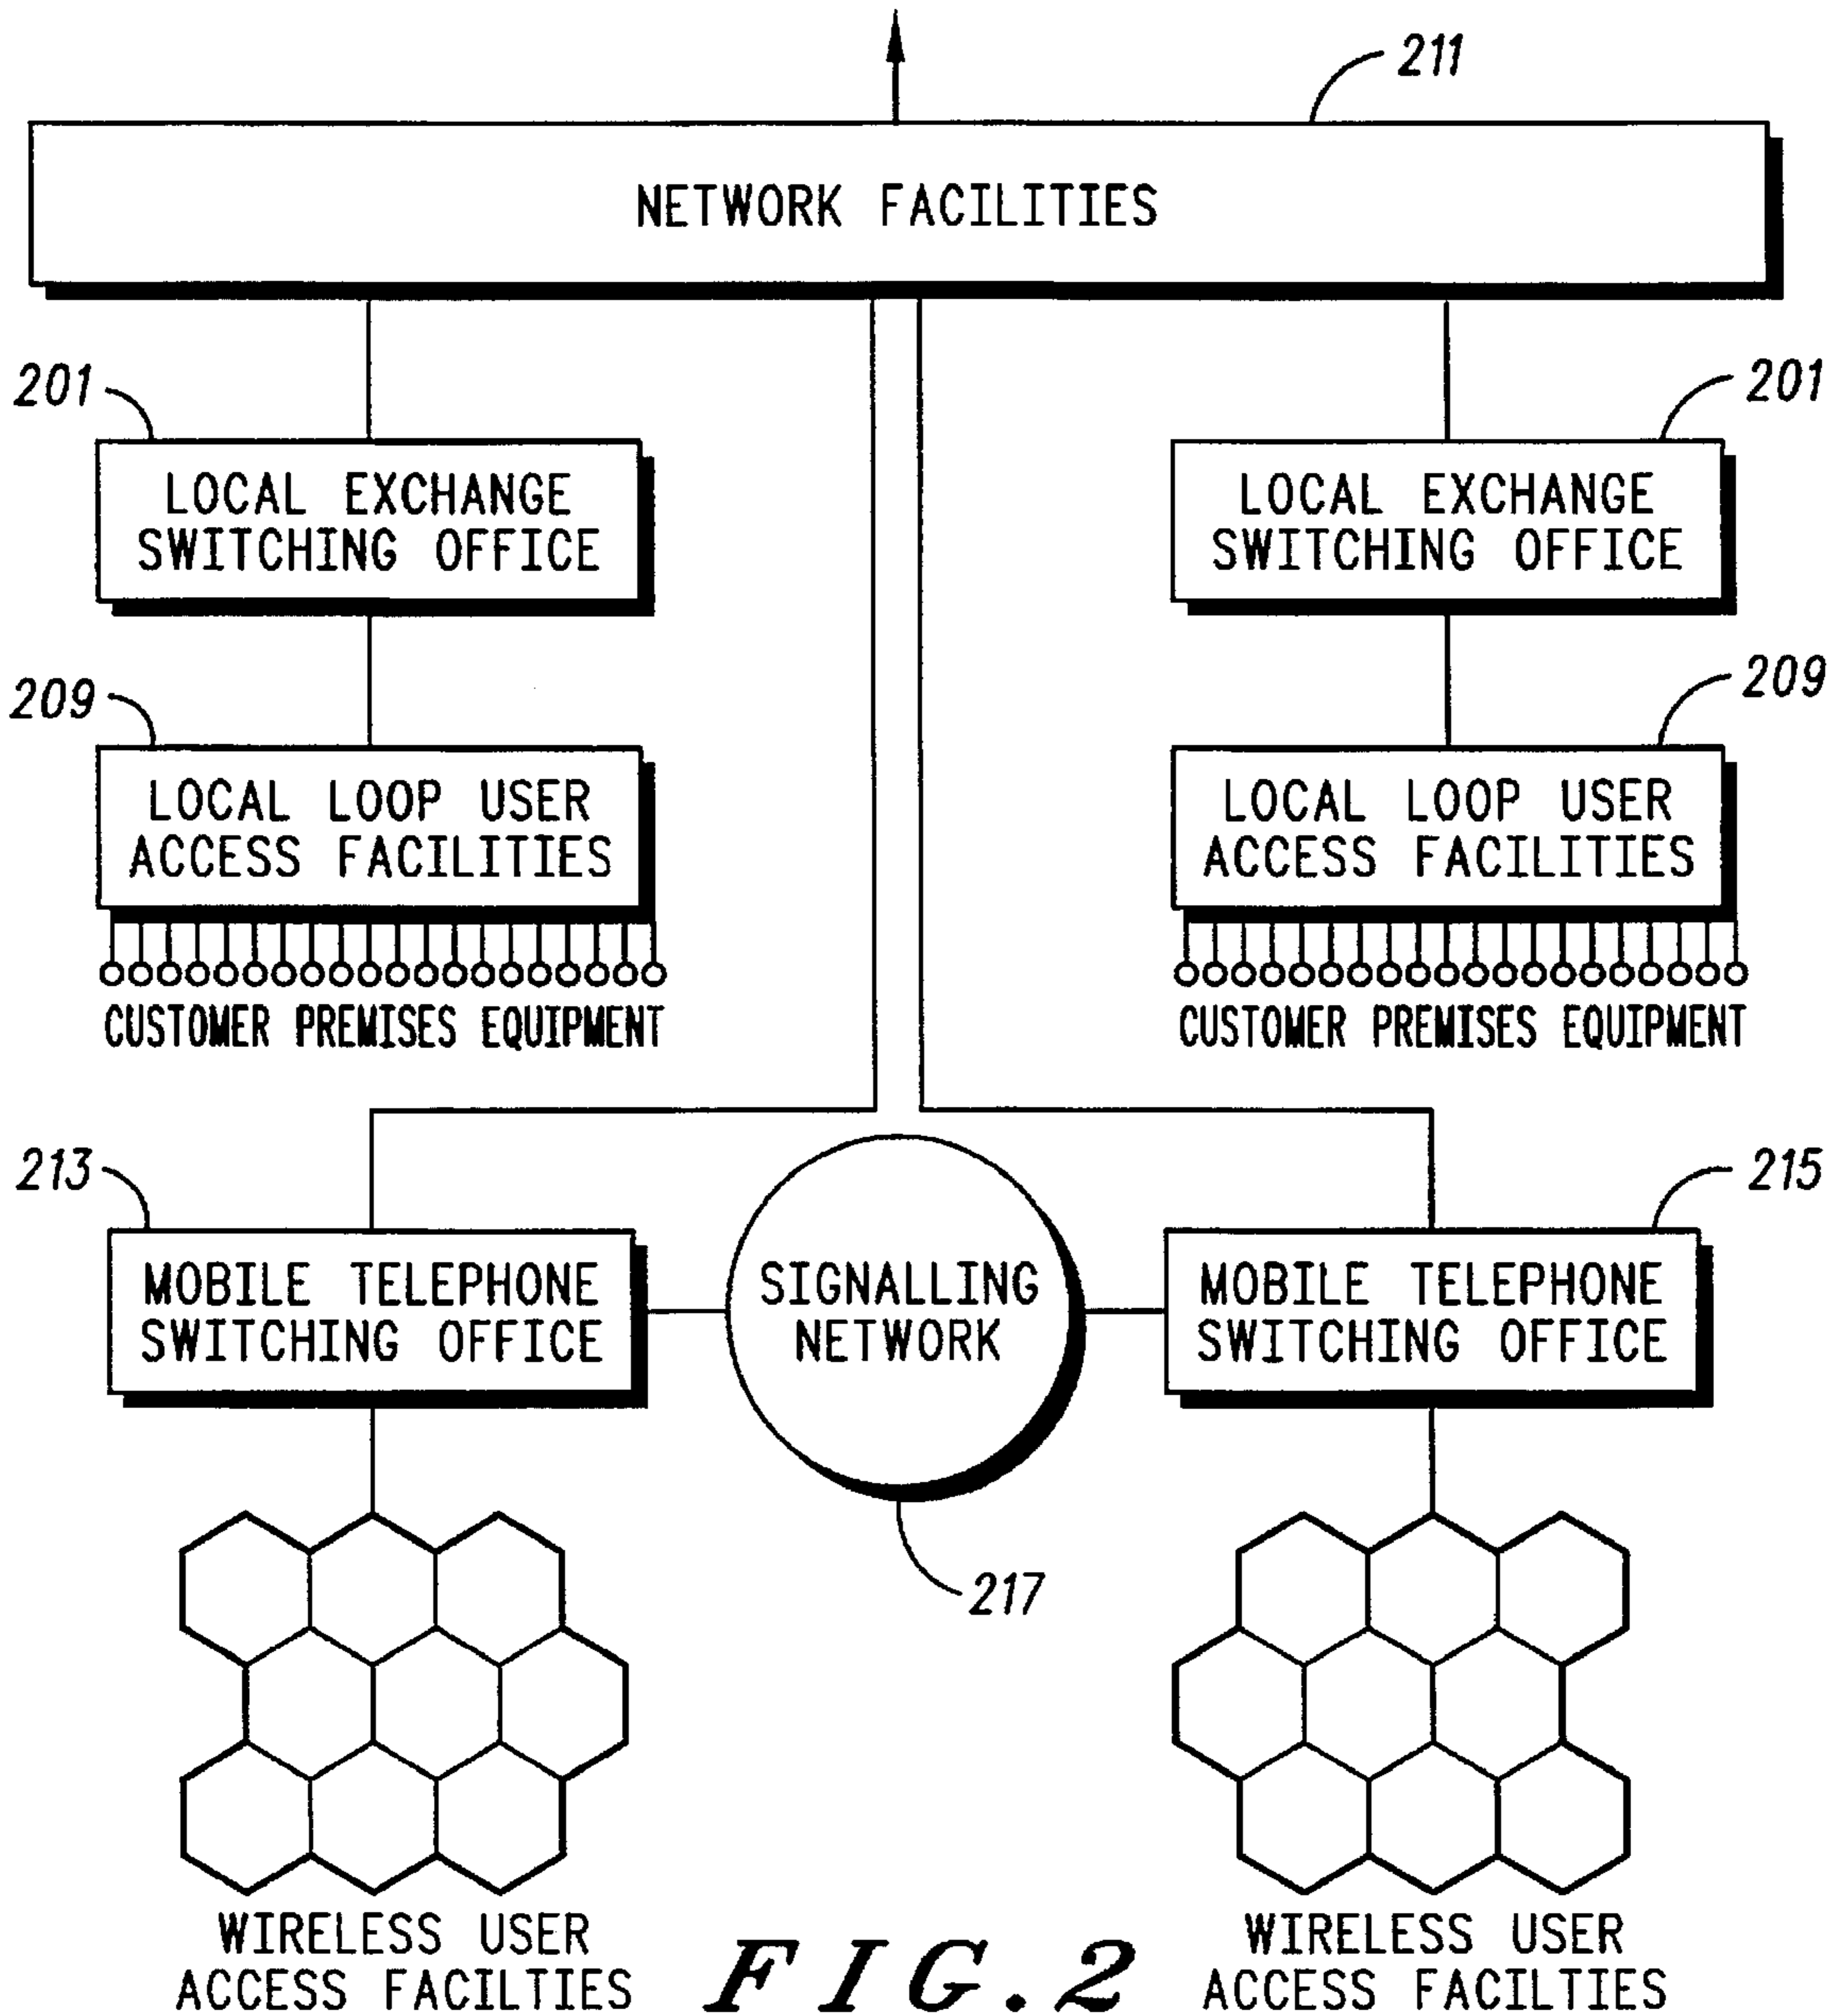 211
NETWORK FACILITIES
201
201
LOCAL EXCHANGE
SWITCHING OFFICE
LOCAL EXCHANGE
SWITCHING OFFICE
209
209
LOCAL LOOP USER
ACCESS FACILITIES
LOCAL LOOP USER
ACCESS FACILITIES
CUSTOMER PREMISES EQUIPMENT
CUSTOMER PREMISES EQUIPMENT
213
215
MOBILE TELEPHONE
SWITCHING OFFICE
SIGNALLING
NETWORK
MOBILE TELEPHONE
SWITCHING OFFICE
217
WIRELESS USER
ACCESS FACILTIES
WIRELESS USER
ACCESS FACILTIES
FIG.2